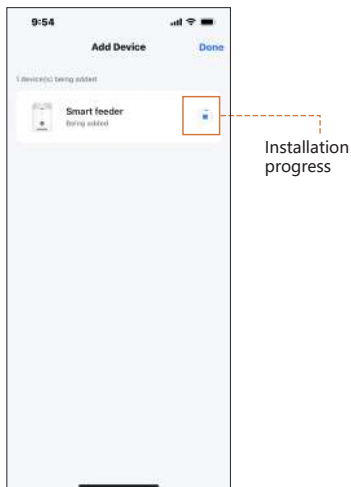 9:54
Add Device
Done
1 device(s) being added
Smart feeder
Being added
Installation
progress